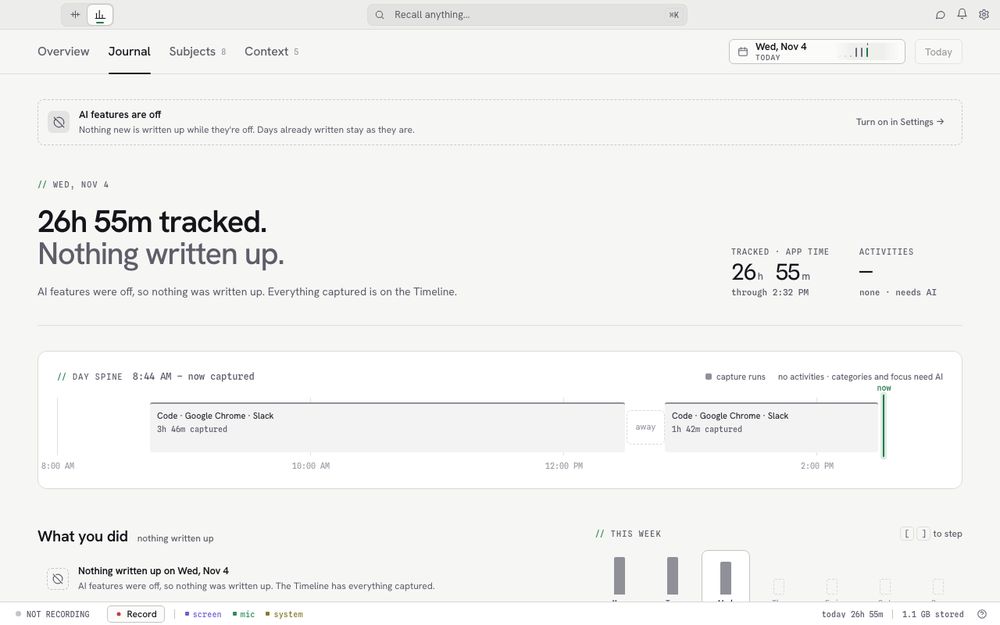 Recall anything...
⌘K
Overview Journal Subjects 8 Context 5
Wed, Nov 4
TODAY
Today
AI features are off
Nothing new is written up while they're off. Days already written stay as they are.
Turn on in Settings →
// WED, NOV 4
26h 55m tracked.
Nothing written up.
AI features were off, so nothing was written up. Everything captured is on the Timeline.
TRACKED · APP TIME
26h 55m
through 2:32 PM
ACTIVITIES
—
none · needs AI
// DAY SPINE 8:44 AM – now captured
capture runs no activities · categories and focus need AI
now
Code · Google Chrome · Slack
3h 46m captured
away
Code · Google Chrome · Slack
1h 42m captured
8:00 AM 10:00 AM 12:00 PM 2:00 PM
What you did nothing written up
Nothing written up on Wed, Nov 4
AI features were off, so nothing was written up. The Timeline has everything captured.
// THIS WEEK
[ ] to step
NOT RECORDING Record screen mic system
today 26h 55m 1.1 GB stored